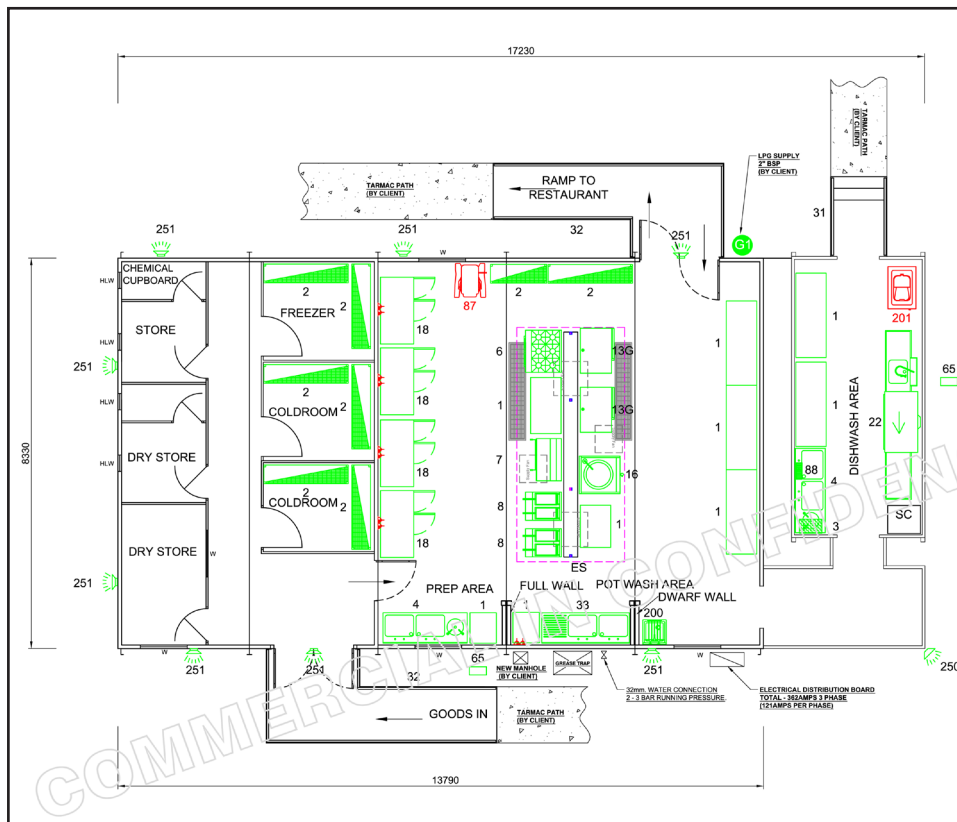 17230
TARMAC PATH
(BY CLIENT)
LPG SUPPLY
2" BSP
(BY CLIENT)
RAMP TO
RESTAURANT
TARMAC PATH
(BY CLIENT)
31
32
251
251
251
G1
W
CHEMICAL
CUPBOARD
HLW
2
2
FREEZER
87
2
2
201
STORE
18
1
HLW
6
13G
1
251
65
2
2
COLDROOM
HLW
1
13G
1
1
DISHWASH AREA
8330
18
22
DRY STORE
HLW
7
16
88
4
2
2
COLDROOM
18
8
1
1
SC
3
DRY STORE
W
18
8
ES
251
PREP AREA
FULL WALL
POT WASH AREA
DWARF WALL
4
1
1
33
200
W
251
251
65
32
NEW MANHOLE
(BY CLIENT)
GREASE TRAP
251
W
250
32mm. WATER CONNECTION
2 - 3 BAR RUNNING PRESSURE.
ELECTRICAL DISTRIBUTION BOARD
TOTAL - 362AMPS 3 PHASE
(121AMPS PER PHASE)
GOODS IN
TARMAC PATH
(BY CLIENT)
13790
COMMERCIAL IN CONFIDEN